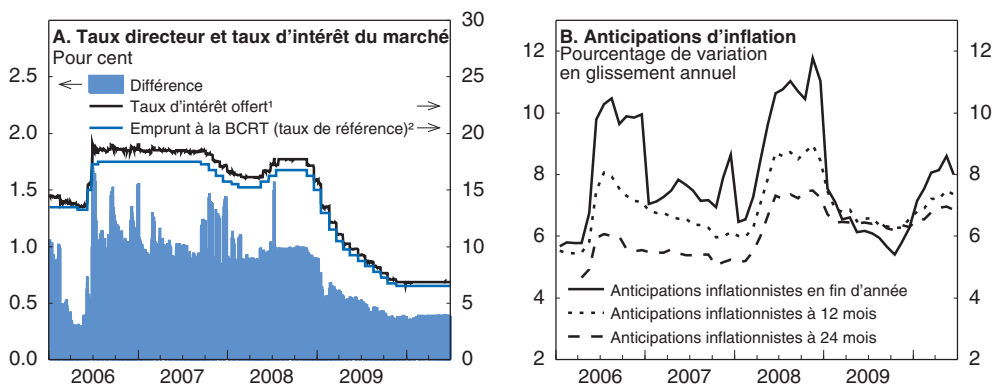 A. Taux directeur et taux d'intérêt du marché
Pour cent
Différence
Taux d'intérêt offert¹
Emprunt à la BCRT (taux de référence)²
2.5
2.0
1.5
1.0
0.5
0.0
30
25
20
15
10
5
0
2006 2007 2008 2009
B. Anticipations d'inflation
Pourcentage de variation
en glissement annuel
12
10
8
6
4
2
12
10
8
6
4
2
Anticipations inflationnistes en fin d'année
Anticipations inflationnistes à 12 mois
Anticipations inflationnistes à 24 mois
2006 2007 2008 2009